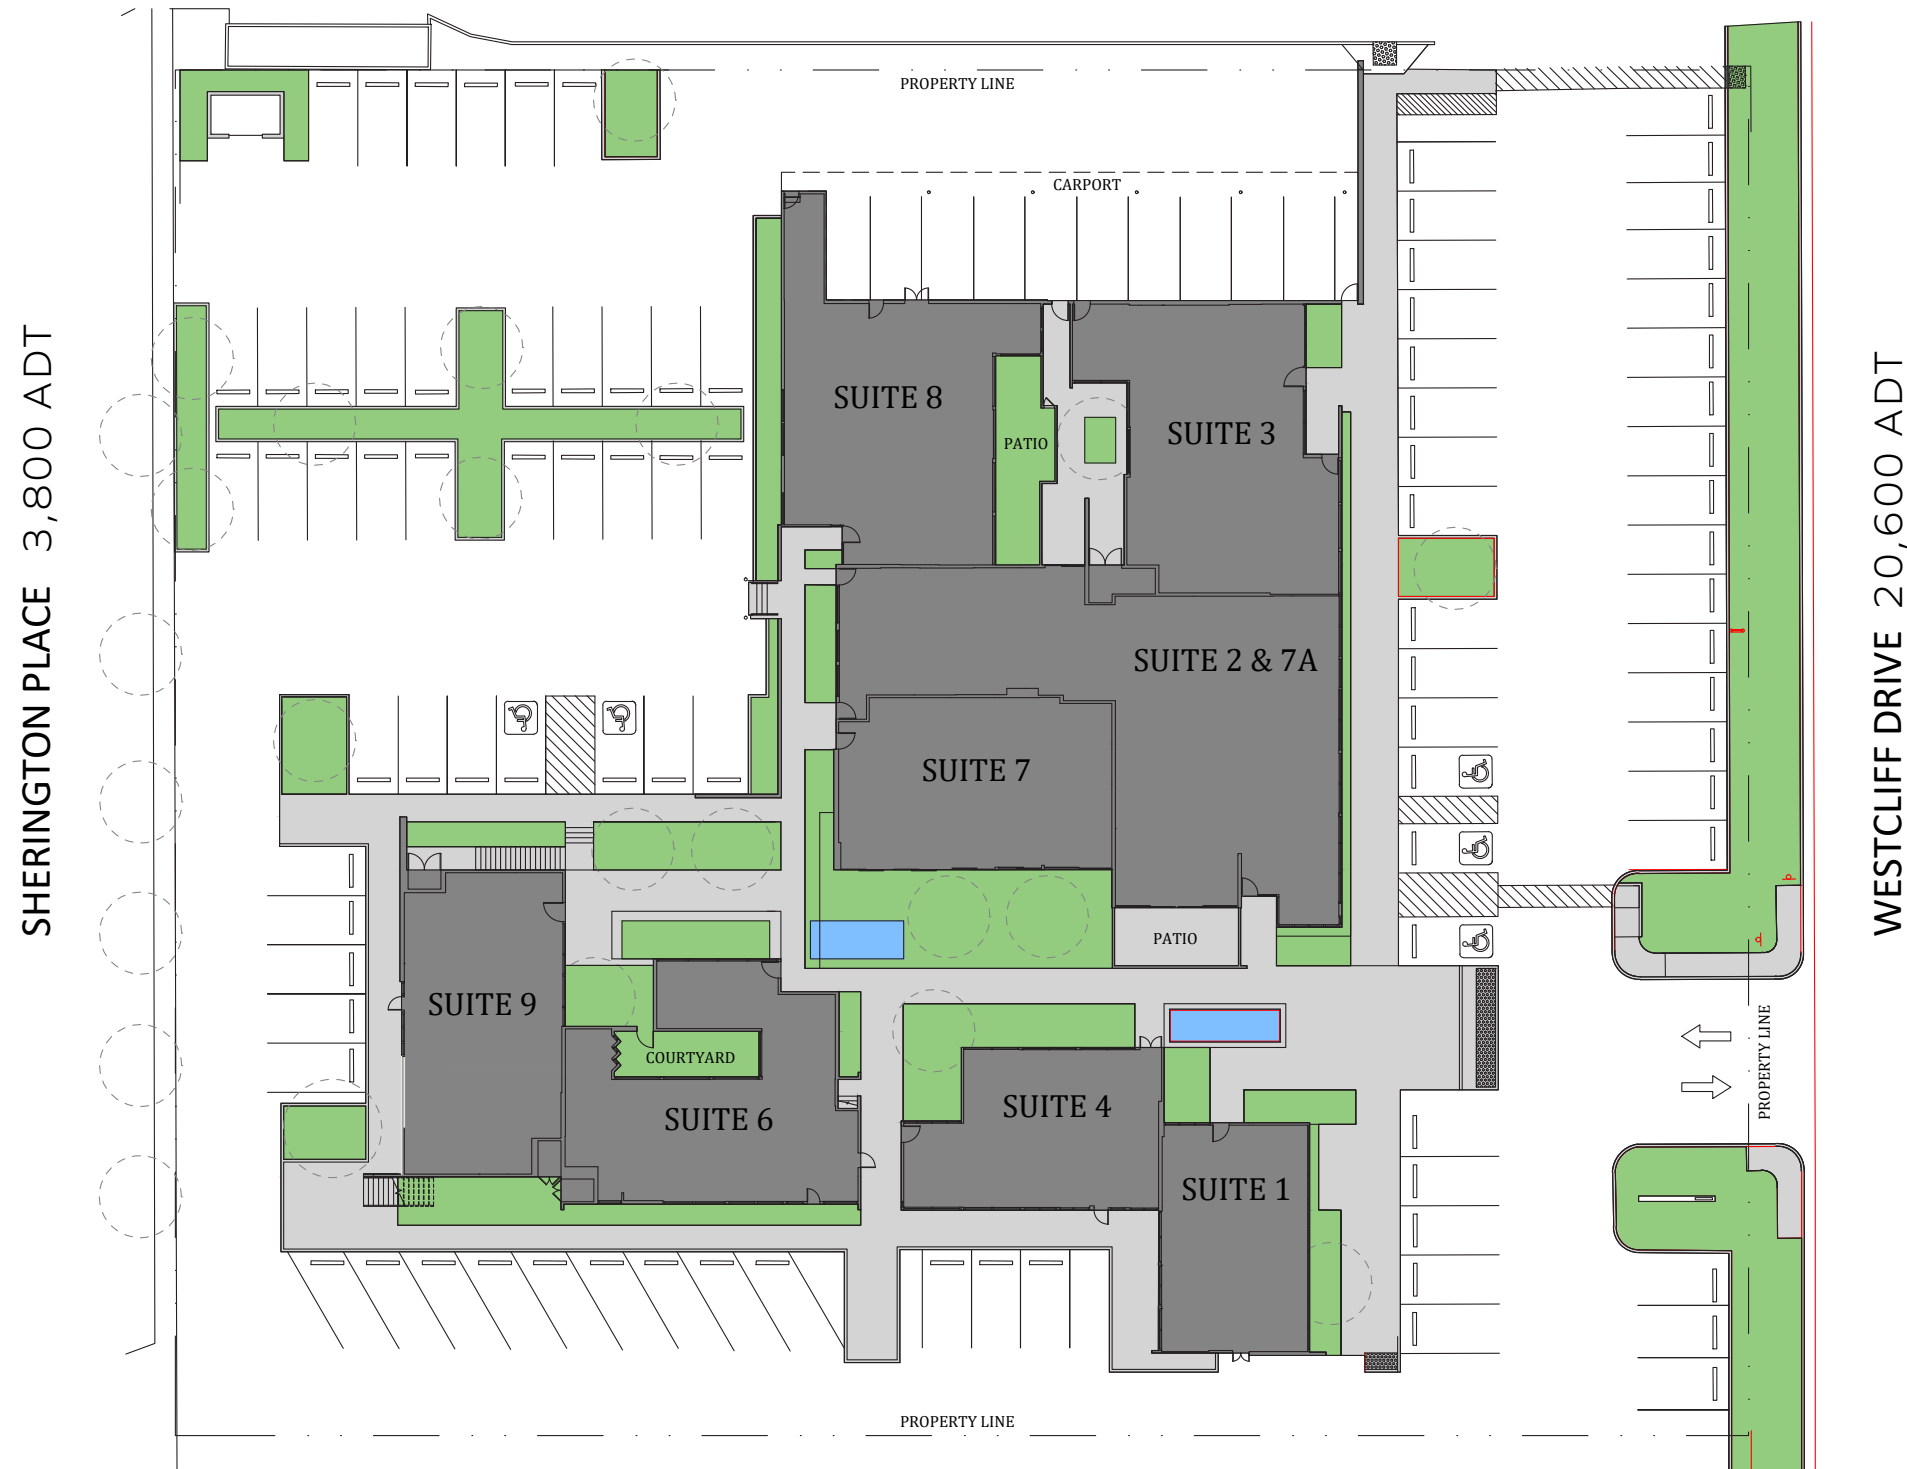 PROPERTY LINE
CARPORT
SUITE 8
SUITE 3
PATIO
SUITE 2 & 7A
SUITE 7
PATIO
SUITE 9
COURTYARD
SUITE 6
SUITE 4
SUITE 1
PROPERTY LINE
PROPERTY LINE
SHERINGTON PLACE 3,800 ADT
WESTCLIFF DRIVE 20,600 ADT